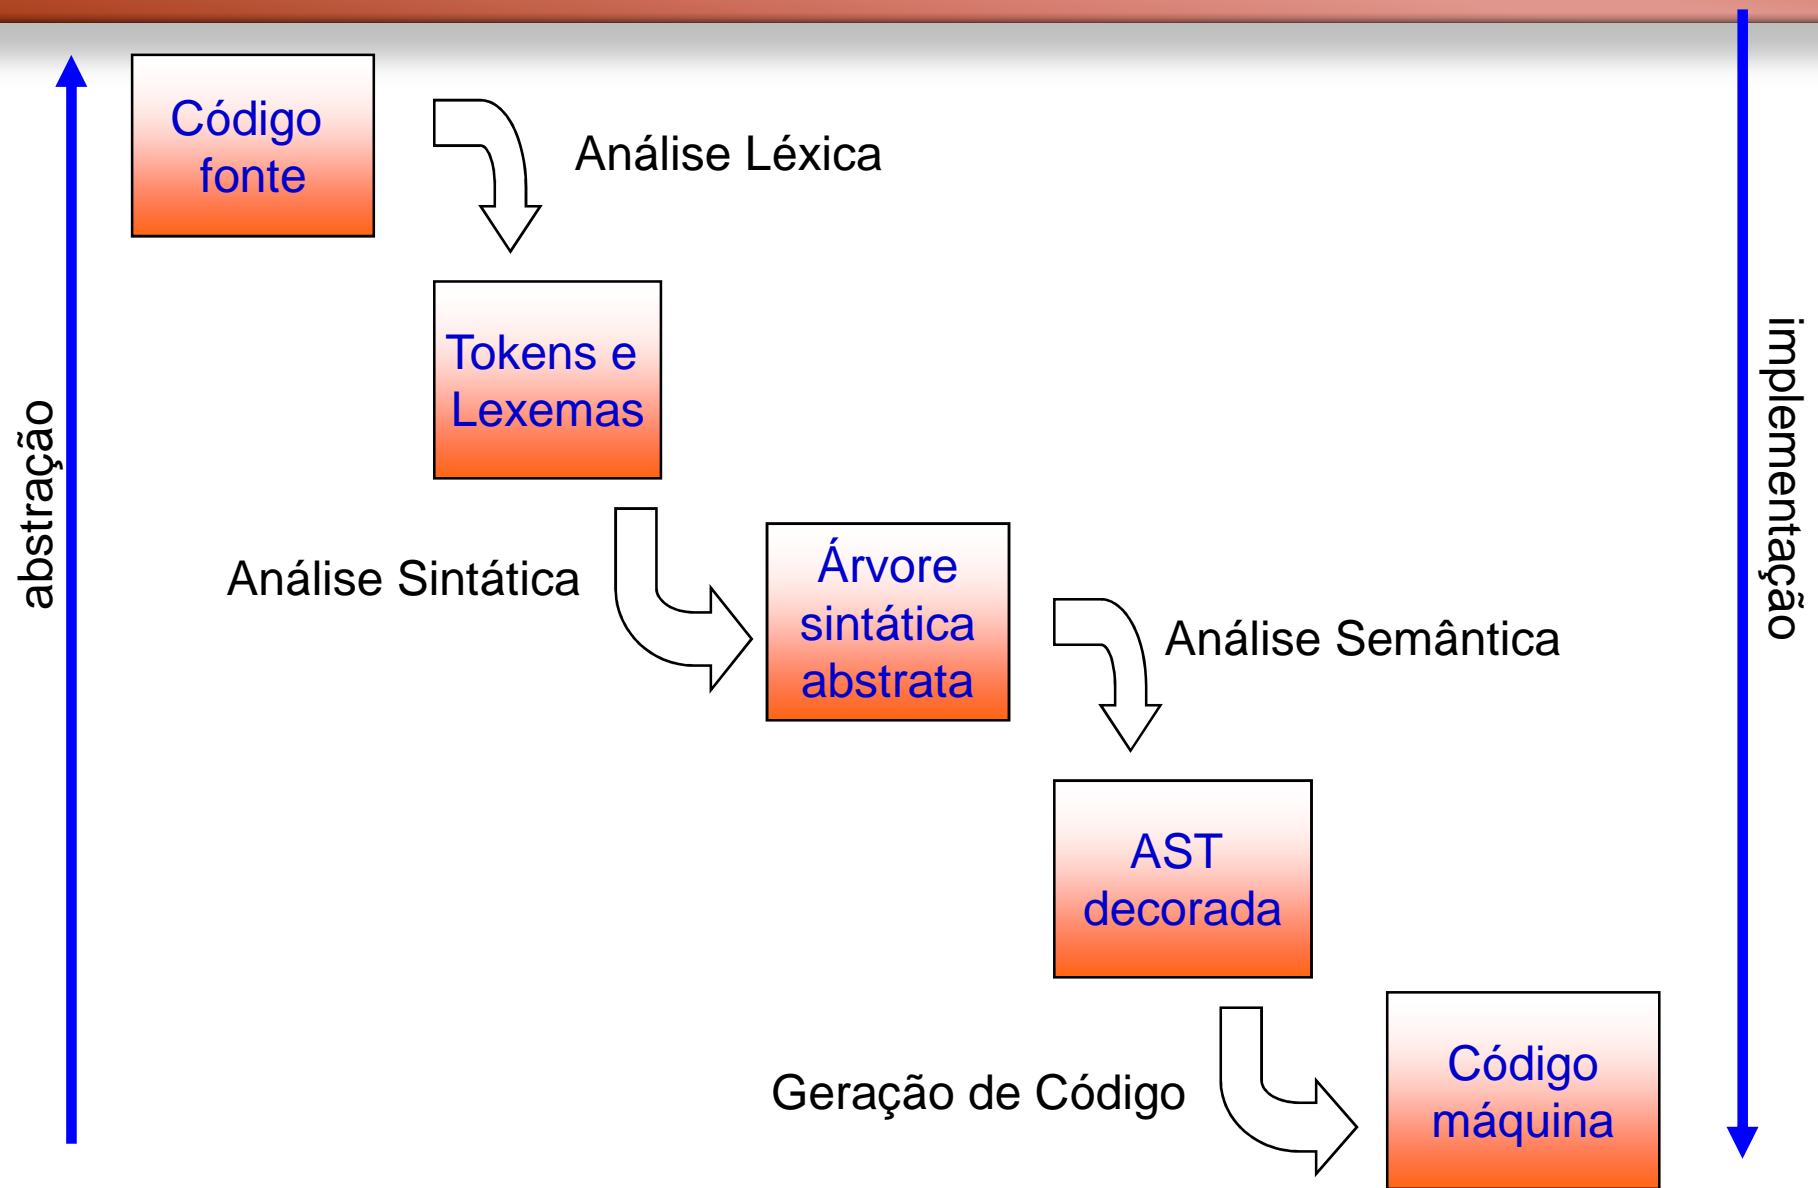 Código
fonte
Análise Léxica
Tokens e
Lexemas
abstração
implementação
Análise Sintática
Árvore
sintática
abstrata
Análise Semântica
AST
decorada
Geração de Código
Código
máquina